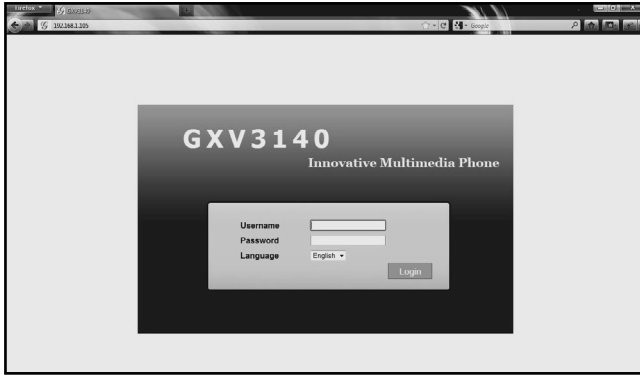 Firefox
GXV3140
192.168.1.105
Google
GXV3140
Innovative Multimedia Phone
Username
Password
Language English
Login